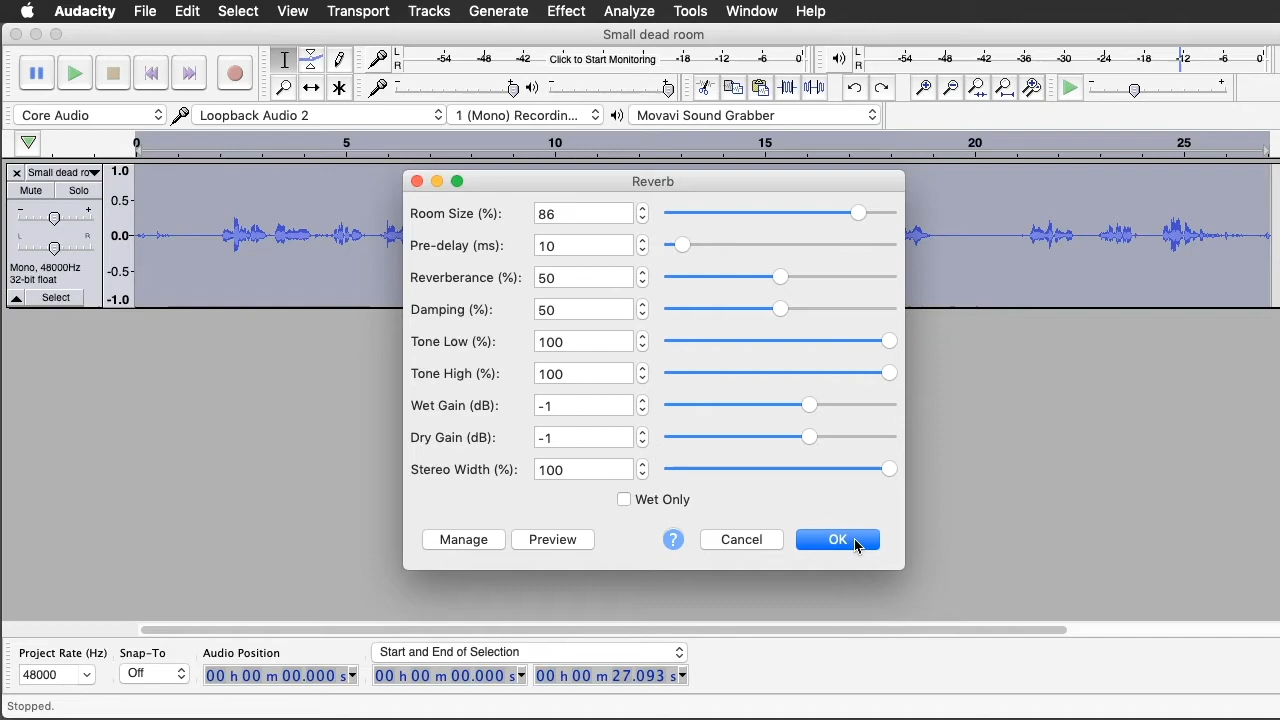 Audacity File Edit Select View Transport Tracks Generate Effect Analyze Tools Window Help
Small dead room
L R -54 -48 -42 Click to Start Monitoring -18 -12 -6 0 L R -54 -48 -42 -36 -30 -24 -18 -12 -6 0
Core Audio Loopback Audio 2 1 (Mono) Recordin... Movavi Sound Grabber
0 5 10 15 20 25
Small dead ro
Mute Solo
- +
L R
Mono, 48000Hz
32-bit float
Select
1.0
0.5
0.0
-0.5
-1.0
Reverb
Room Size (%): 86
Pre-delay (ms): 10
Reverberance (%): 50
Damping (%): 50
Tone Low (%): 100
Tone High (%): 100
Wet Gain (dB): -1
Dry Gain (dB): -1
Stereo Width (%): 100
Wet Only
Manage Preview ? Cancel OK
Project Rate (Hz) Snap-To Audio Position Start and End of Selection
48000 Off 00 h 00 m 00.000 s 00 h 00 m 00.000 s 00 h 00 m 27.093 s
Stopped.